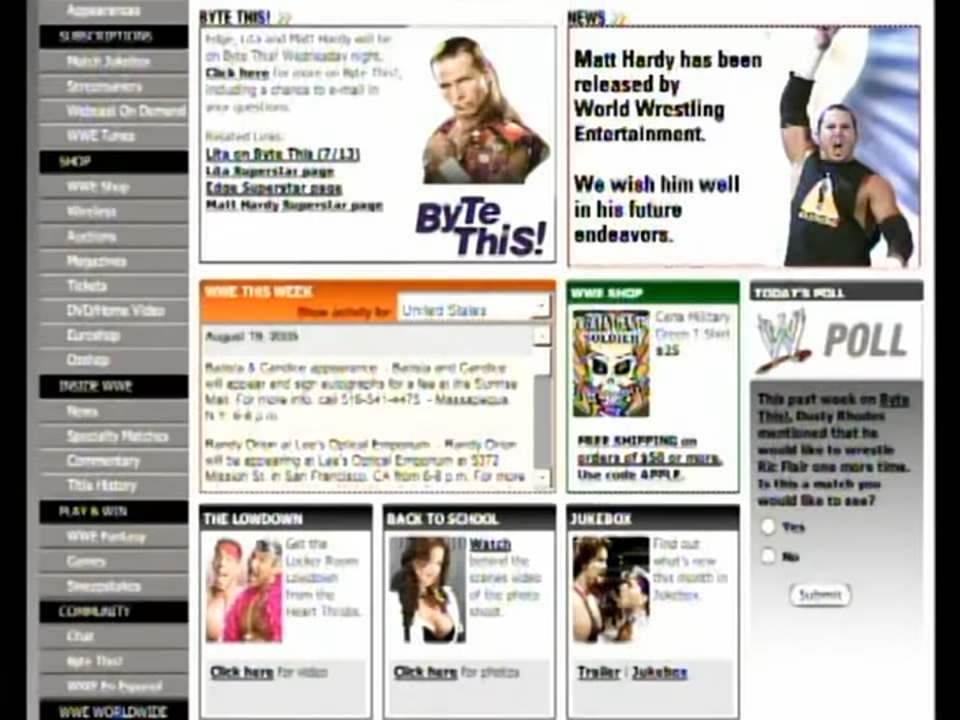 Appearances
SUBSCRIPTIONS
Match Jukebox
Screensavers
Webcast On Demand
WWE Tunes
SHOP
WWE Shop
Wireless
Auctions
Magazines
Tickets
DVD/Home Video
Euroshop
Ozshop
INSIDE WWE
News
Specialty Matches
Commentary
Title History
PLAY & WIN
WWE Fantasy
Games
Sweepstakes
COMMUNITY
Chat
Byte This!
WWE En Espanol
WWE WORLDWIDE
BYTE THIS!
Edge, Lita and Matt Hardy will be
on Byte This! Wednesday night.
Click here for more on Byte This!,
including a chance to e-mail in
your questions.
Related Links:
Lita on Byte This (7/13)
Lita Superstar page
Edge Superstar page
Matt Hardy Superstar page
ByTe
ThiS!
NEWS
Matt Hardy has been
released by
World Wrestling
Entertainment.
We wish him well
in his future
endeavors.
WWE THIS WEEK
Show activity for: United States
August 19, 2005
Batista & Candice appearance - Batista and Candice
will appear and sign autographs for a fee at the Sunrise
Mall. For more info, call 516-541-4475 - Massapequa,
N.Y. 6-8 p.m.
Randy Orton at Lee's Optical Emporium - Randy Orton
will be appearing at Lee's Optical Emporium at 5372
Mission St. in San Francisco, CA from 6-8 p.m. For more
WWE SHOP
CHAIN GANG
SOLDIER
Cena Military
Green T-Shirt
$25
FREE SHIPPING on
orders of $50 or more.
Use code APPLE.
TODAY'S POLL
W POLL
This past week on Byte
This!, Dusty Rhodes
mentioned that he
would like to wrestle
Ric Flair one more time.
Is this a match you
would like to see?
Yes
No
Submit
THE LOWDOWN
Get the
Locker Room
Lowdown
from the
Heart Throbs.
Click here for video
BACK TO SCHOOL
Watch
behind the
scenes video
of the photo
shoot.
Click here for photos
JUKEBOX
Find out
what's new
this month in
Jukebox.
Trailer | Jukebox